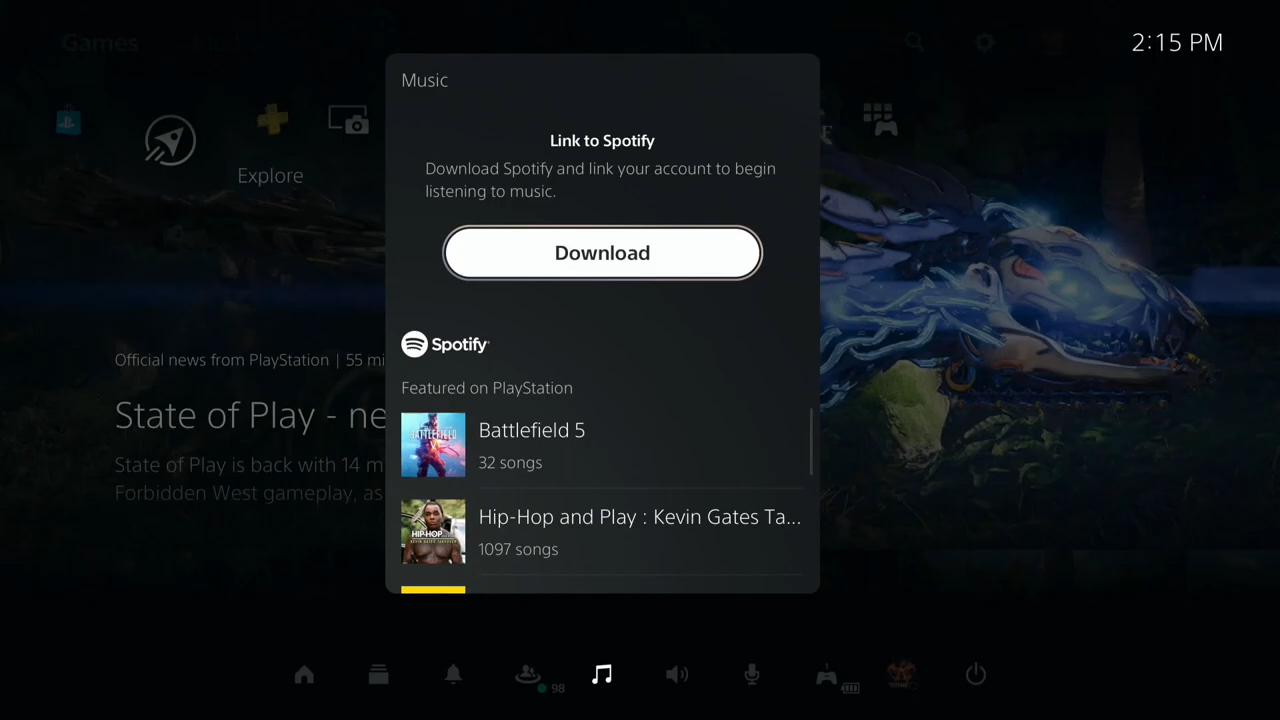 Games
2:15 PM
Music
Explore
Link to Spotify
Download Spotify and link your account to begin
listening to music.
Download
Spotify
Official news from PlayStation | 55 mi
State of Play - ne
State of Play is back with 14 m
Forbidden West gameplay, as
Featured on PlayStation
BATTLEFIELD
Battlefield 5
32 songs
HIP-HOP
Hip-Hop and Play : Kevin Gates Ta...
1097 songs
98